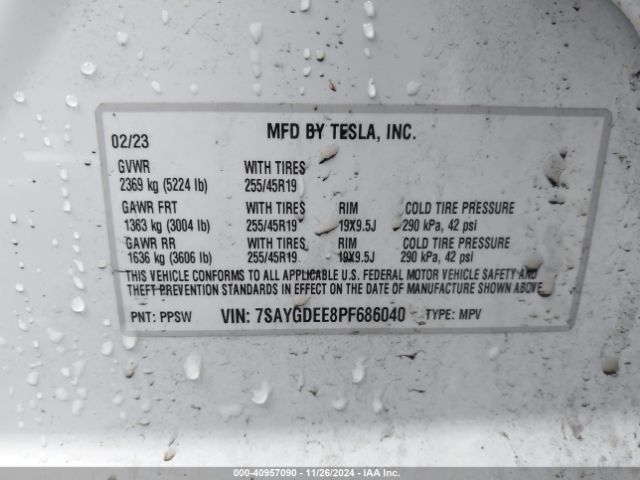 MFD BY TESLA, INC.
02/23
GVWR WITH TIRES
2369 kg (5224 lb) 255/45R19
GAWR FRT WITH TIRES RIM COLD TIRE PRESSURE
1363 kg (3004 lb) 255/45R19 19X9.5J 290 kPa, 42 psi
GAWR RR WITH TIRES RIM COLD TIRE PRESSURE
1636 kg (3606 lb) 255/45R19 19X9.5J 290 kPa, 42 psi
THIS VEHICLE CONFORMS TO ALL APPLICABLE U.S. FEDERAL MOTOR VEHICLE SAFETY AND
THEFT PREVENTION STANDARDS IN EFFECT ON THE DATE OF MANUFACTURE SHOWN ABOVE.
PNT: PPSW VIN: 7SAYGDEE8PF686040 TYPE: MPV
000-40957090 | 11/26/2024 - IAA Inc.